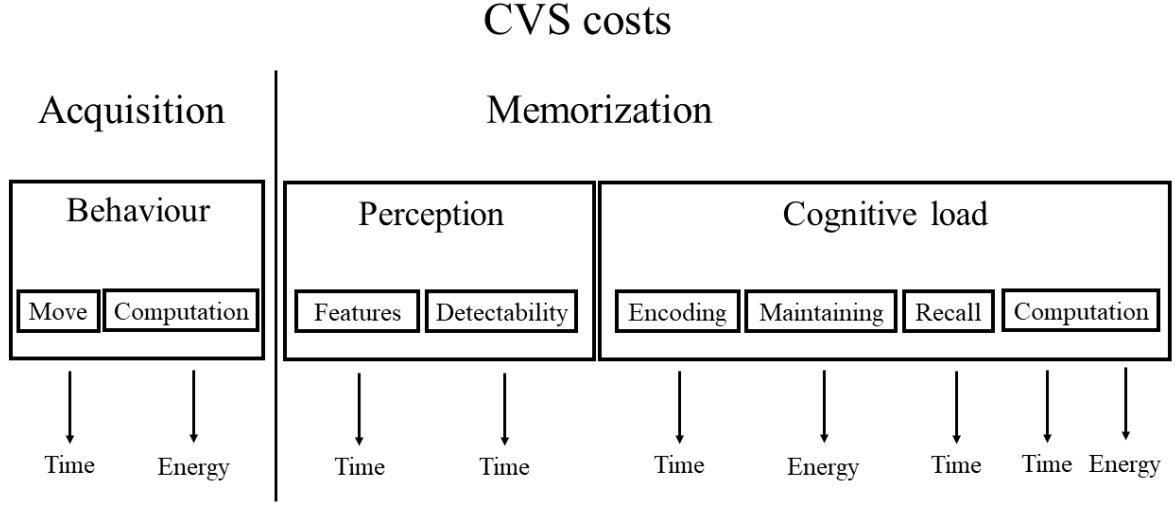 CVS costs
Acquisition
Memorization
Behaviour
Perception
Cognitive load
Move
Computation
Features
Detectability
Encoding
Maintaining
Recall
Computation
Time
Energy
Time
Time
Time
Energy
Time
Time
Energy